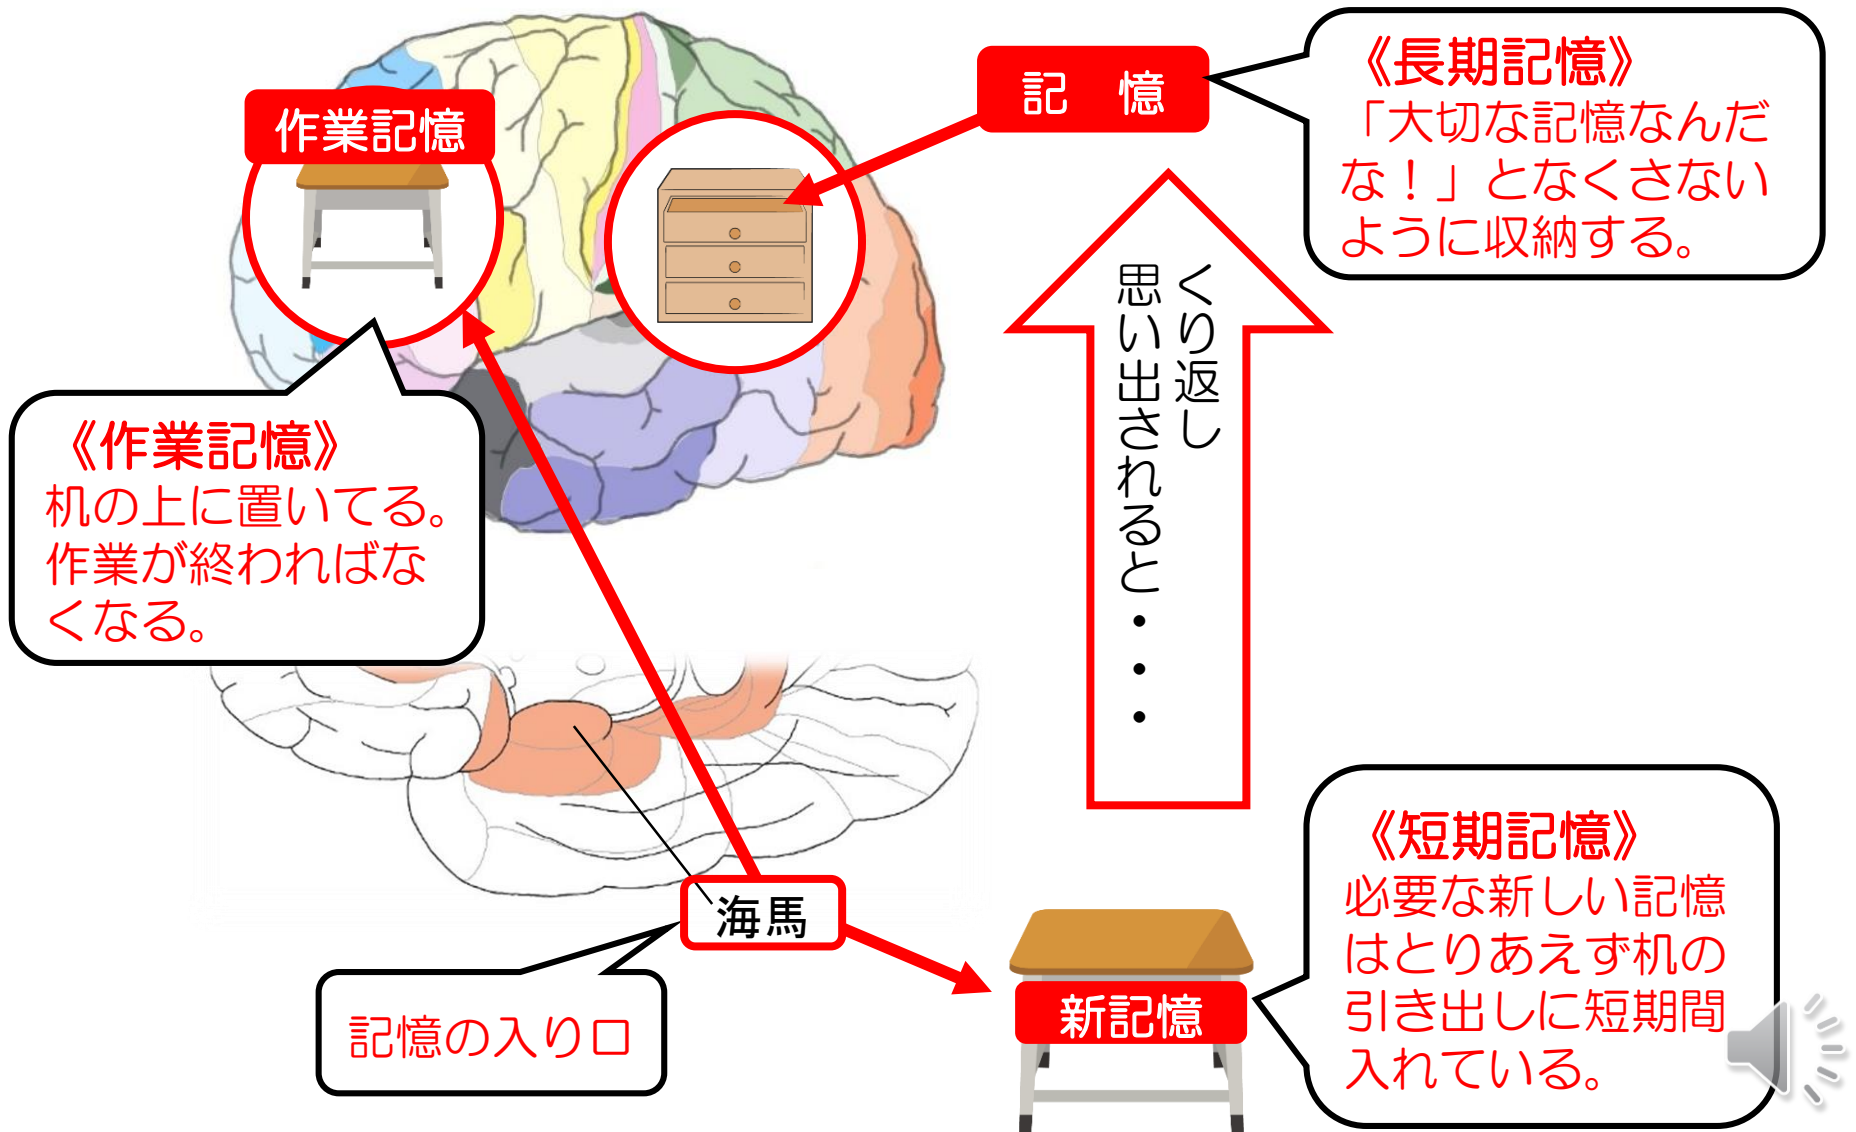 作業記憶
記　憶
《長期記憶》
「大切な記憶なんだ
な！」となくさない
ように収納する。
くり返し
思い出されると・・・
《作業記憶》
机の上に置いてる。
作業が終わればな
くなる。
海馬
記憶の入り口
新記憶
《短期記憶》
必要な新しい記憶
はとりあえず机の
引き出しに短期間
入れている。